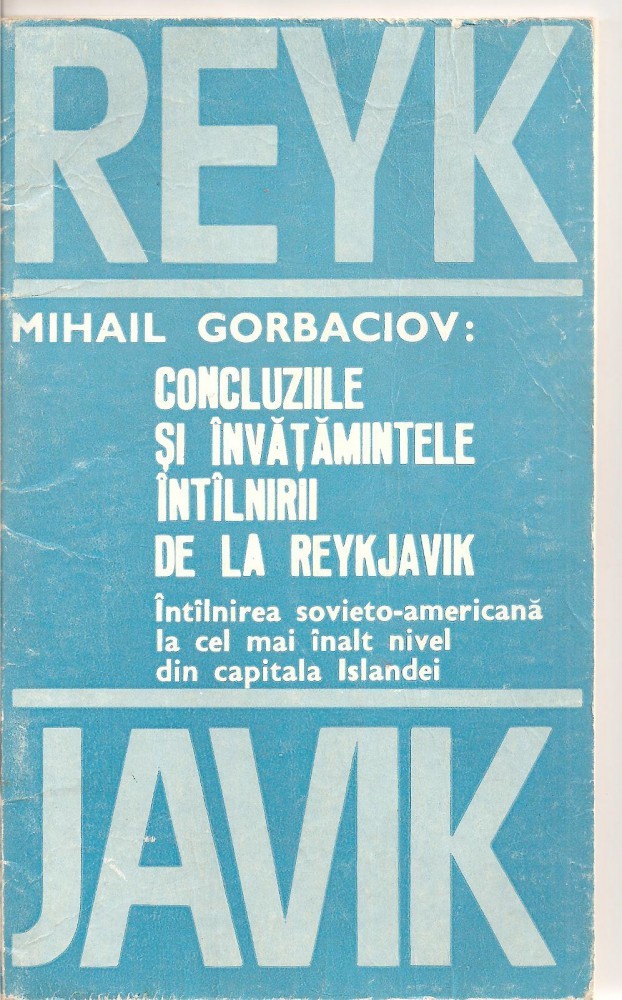 REYK
MIHAIL GORBACIOV:
CONCLUZIILE
ȘI ÎNVĂȚĂMINTELE
ÎNTÎLNIRII
DE LA REYKJAVIK
Întîlnirea sovieto-americană
la cel mai înalt nivel
din capitala Islandei
JAVIK